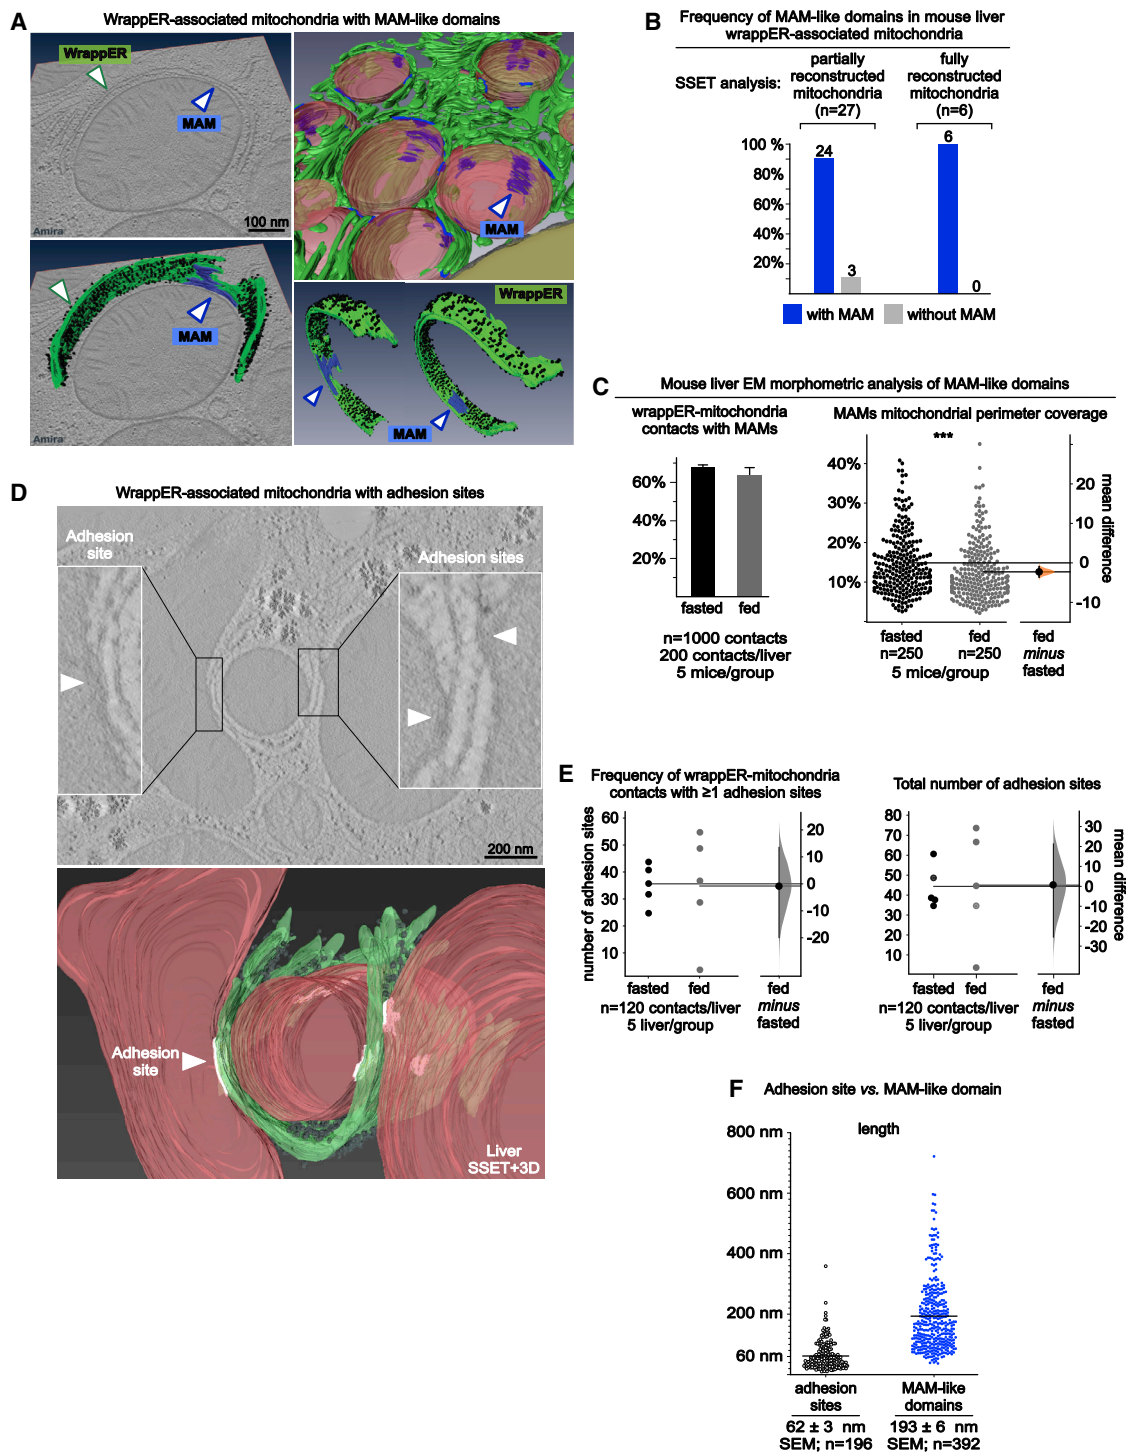 A
WrappER-associated mitochondria with MAM-like domains
WrappER
MAM
100 nm
Amira
MAM
MAM
Amira
WrappER
MAM
B
Frequency of MAM-like domains in mouse liver
wrappER-associated mitochondria
SSET analysis:
partially
reconstructed
mitochondria
(n=27)
fully
reconstructed
mitochondria
(n=6)
100 %
80%
60%
40%
20%
24
3
6
0
with MAM
without MAM
C
Mouse liver EM morphometric analysis of MAM-like domains
wrappER-mitochondria
contacts with MAMs
60%
40%
20%
fasted
fed
n=1000 contacts
200 contacts/liver
5 mice/group
MAMs mitochondrial perimeter coverage
***
40%
30%
20%
10%
20
10
0
-10
mean difference
fasted
n=250
fed
n=250
5 mice/group
fed
minus
fasted
D
WrappER-associated mitochondria with adhesion sites
Adhesion
site
Adhesion sites
200 nm
Adhesion
site
Liver
SSET+3D
E
Frequency of wrappER-mitochondria
contacts with ≥1 adhesion sites
number of adhesion sites
60
50
40
30
20
10
20
10
0
-10
-20
fasted
fed
n=120 contacts/liver
5 liver/group
fed
minus
fasted
Total number of adhesion sites
80
70
60
50
40
30
20
10
30
20
10
0
-10
-20
-30
mean difference
fasted
fed
n=120 contacts/liver
5 liver/group
fed
minus
fasted
F
Adhesion site vs. MAM-like domain
length
800 nm
600 nm
400 nm
200 nm
60 nm
adhesion
sites
62 ± 3 nm
SEM; n=196
MAM-like
domains
193 ± 6 nm
SEM; n=392